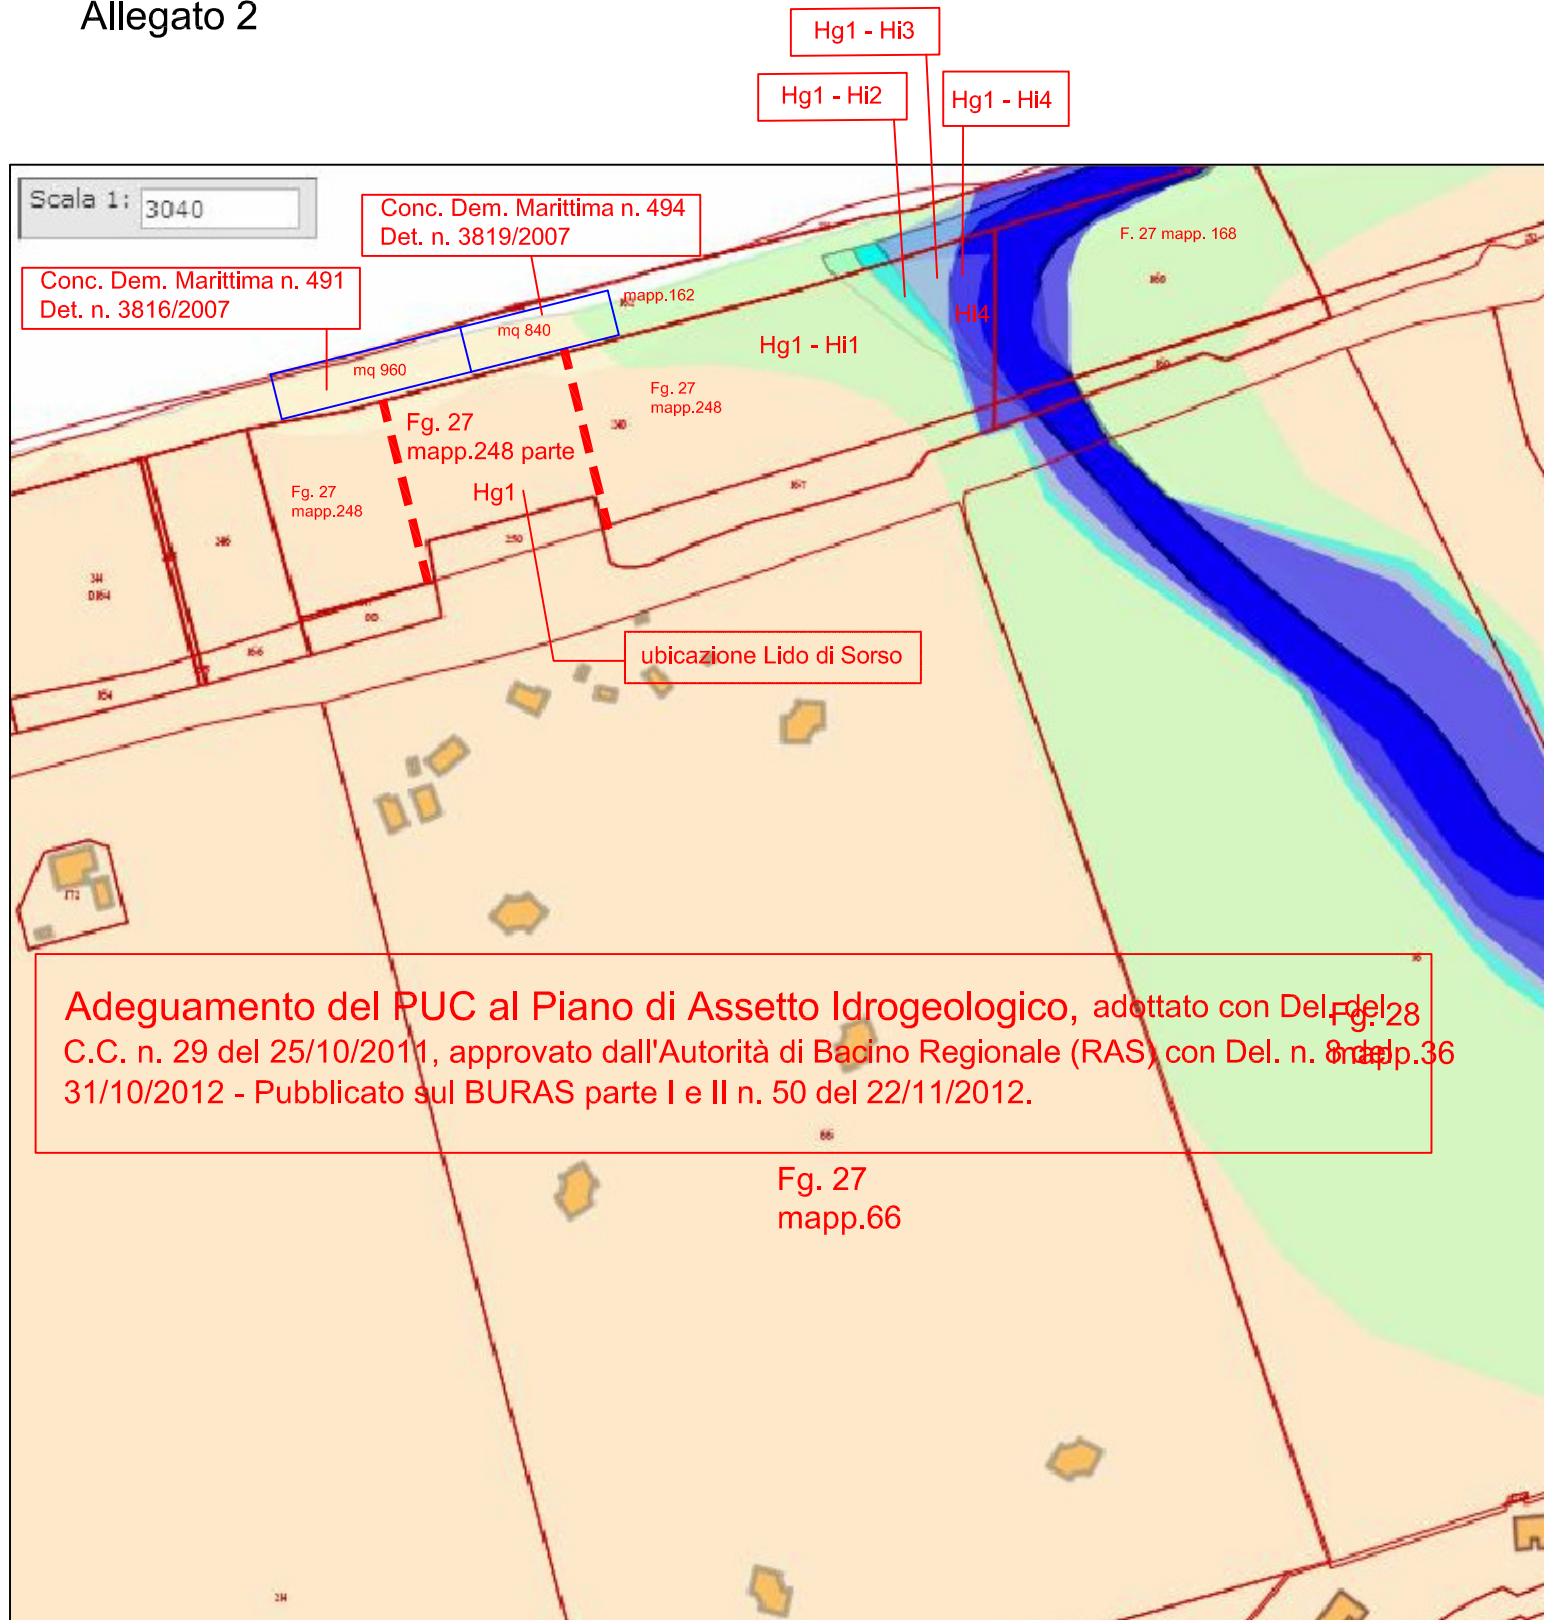 Allegato 2
Hg1 - Hi3
Hg1 - Hi2
Hg1 - Hi4
Scala 1: 3040
Conc. Dem. Marittima n. 494
Det. n. 3819/2007
Conc. Dem. Marittima n. 491
Det. n. 3816/2007
F. 27 mapp. 168
mapp.162
mq 840
mq 960
Hi4
Hg1 - Hi1
Fg. 27
mapp.248
Fg. 27
mapp.248 parte
Hg1
Fg. 27
mapp.248
250
167
166
ubicazione Lido di Sorso
172
Adeguamento del PUC al Piano di Assetto Idrogeologico, adottato con Del. del
C.C. n. 29 del 25/10/2011, approvato dall'Autorità di Bacino Regionale (RAS) con Del. n. 8 del
31/10/2012 - Pubblicato sul BURAS parte I e II n. 50 del 22/11/2012.
Fg. 28
mapp.36
66
Fg. 27
mapp.66